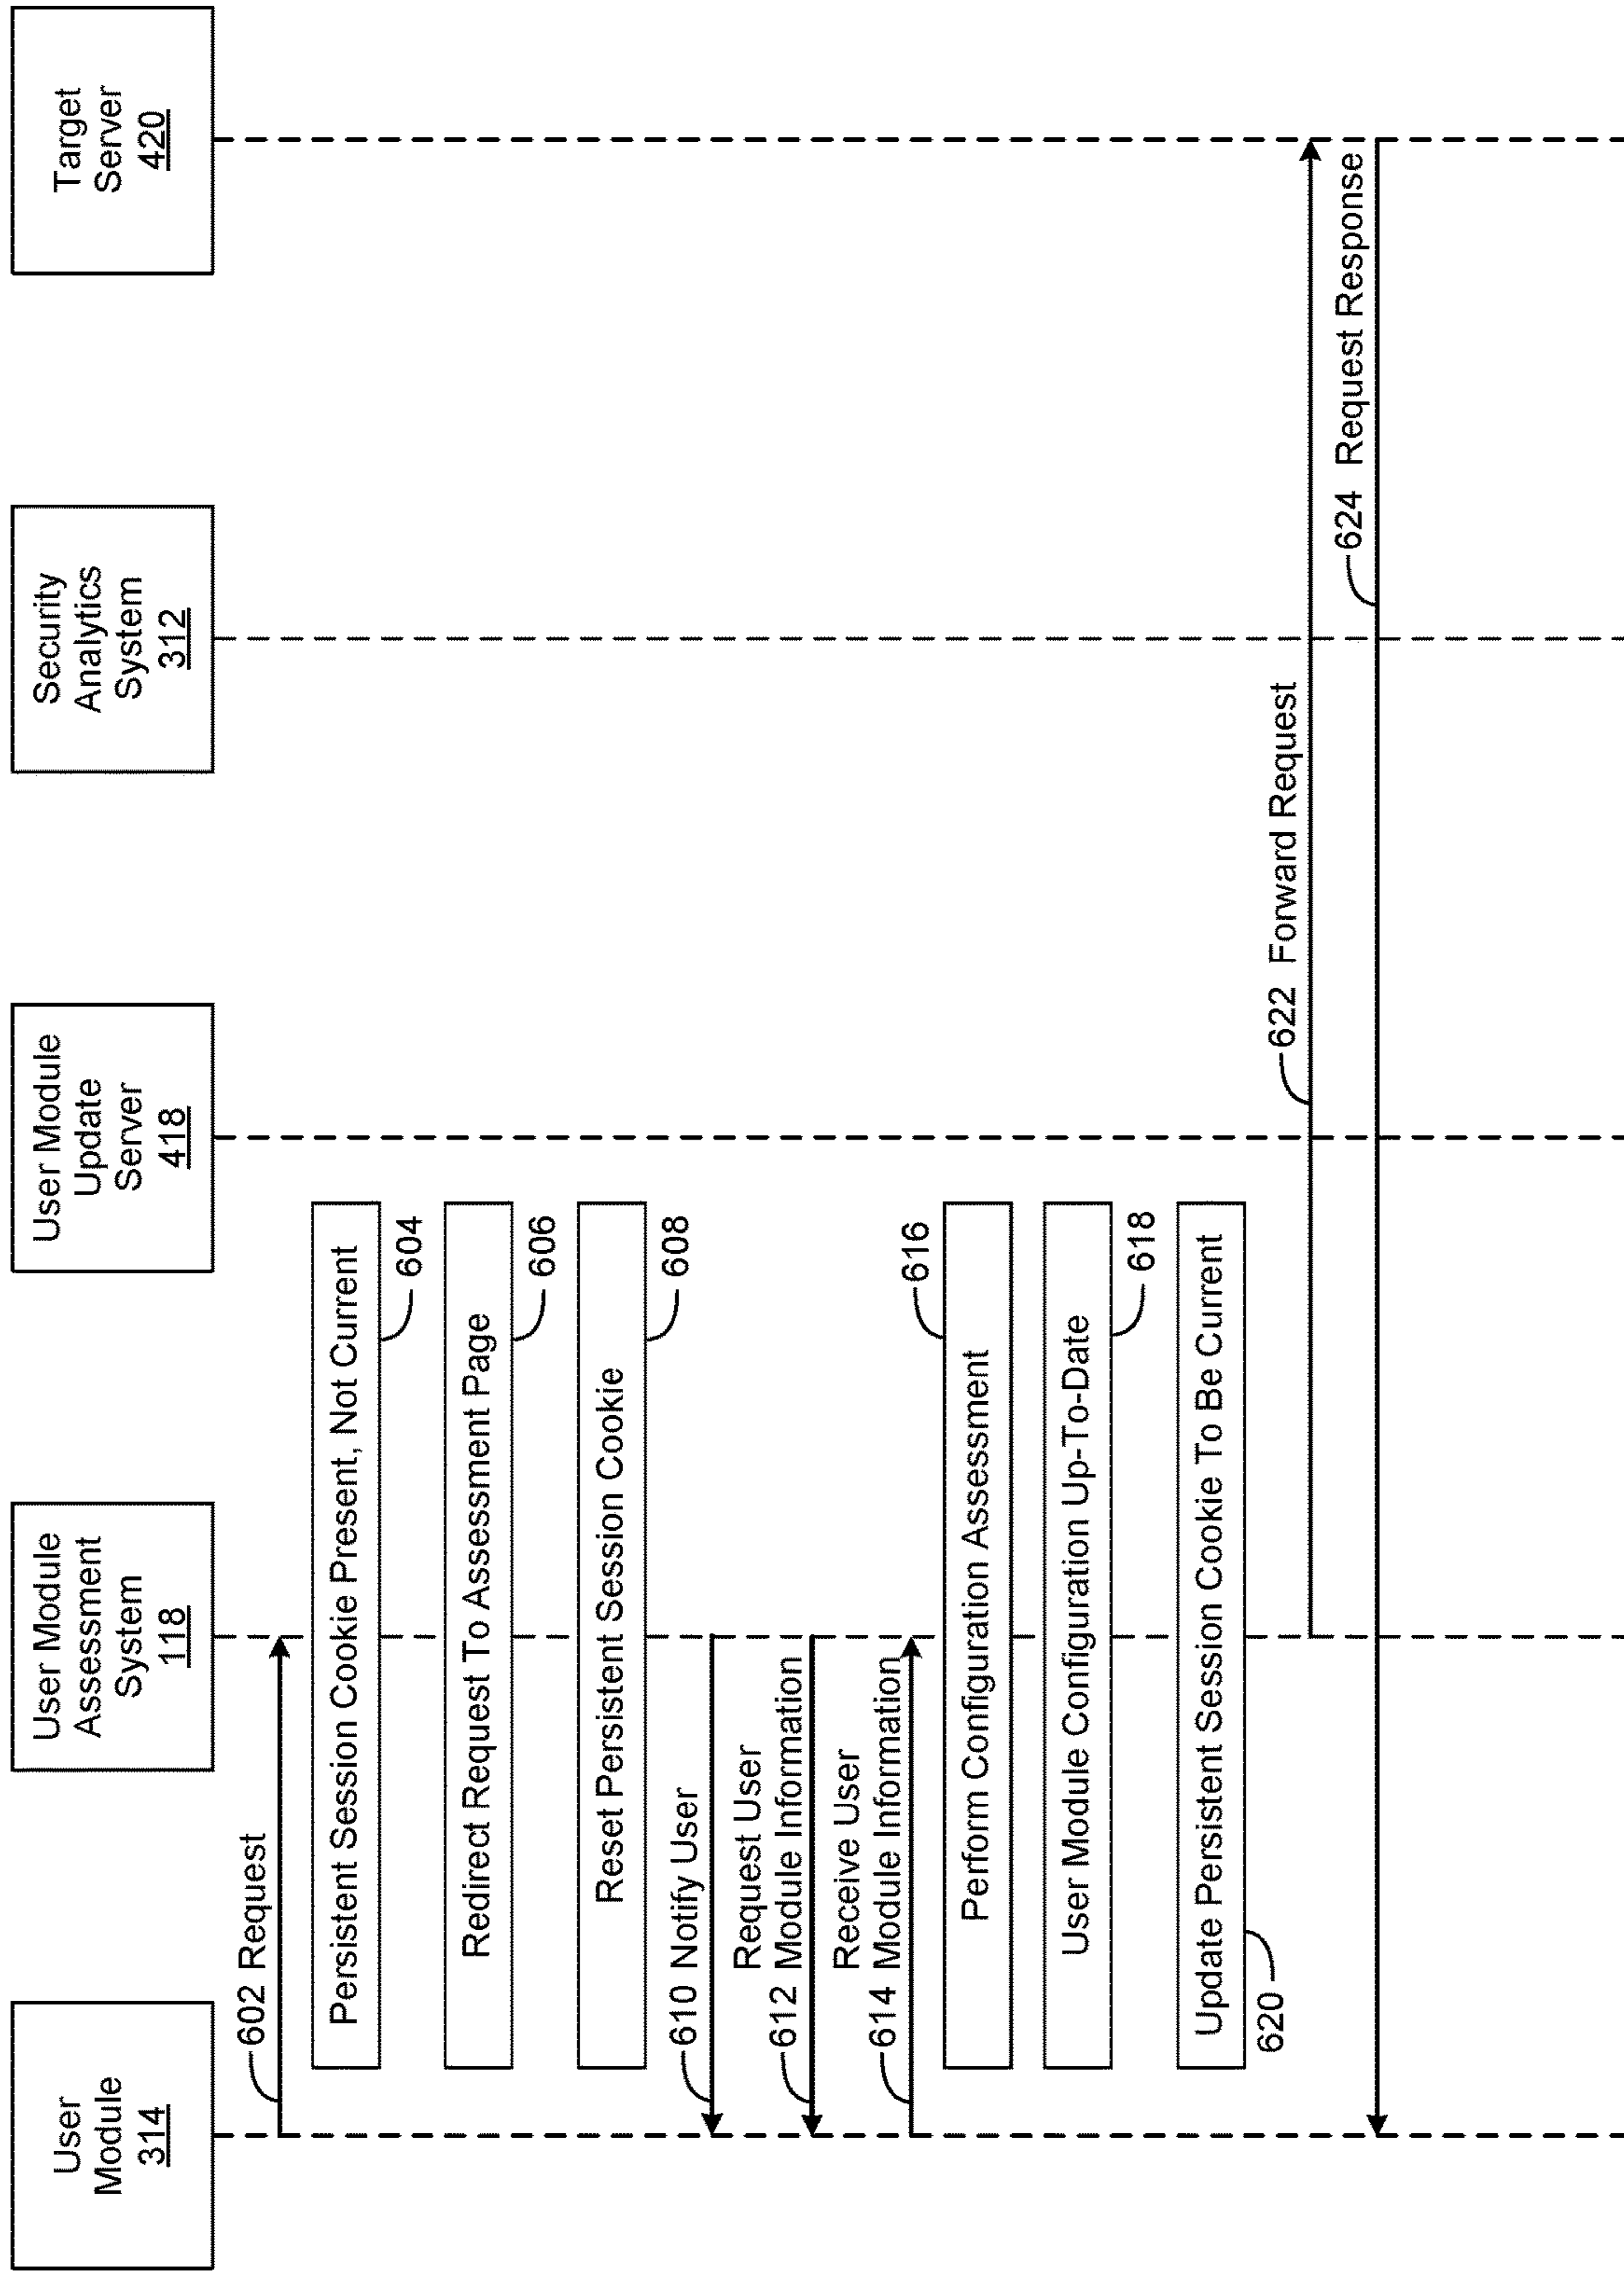 User
Module
314
User Module
Assessment
System
118
User Module
Update
Server
418
Security
Analytics
System
312
Target
Server
420
602 Request
Persistent Session Cookie Present, Not Current
604
Redirect Request To Assessment Page
606
Reset Persistent Session Cookie
608
610 Notify User
Request User
612 Module Information
Receive User
614 Module Information
616
Perform Configuration Assessment
User Module Configuration Up-To-Date
618
Update Persistent Session Cookie To Be Current
620
622 Forward Request
624 Request Response